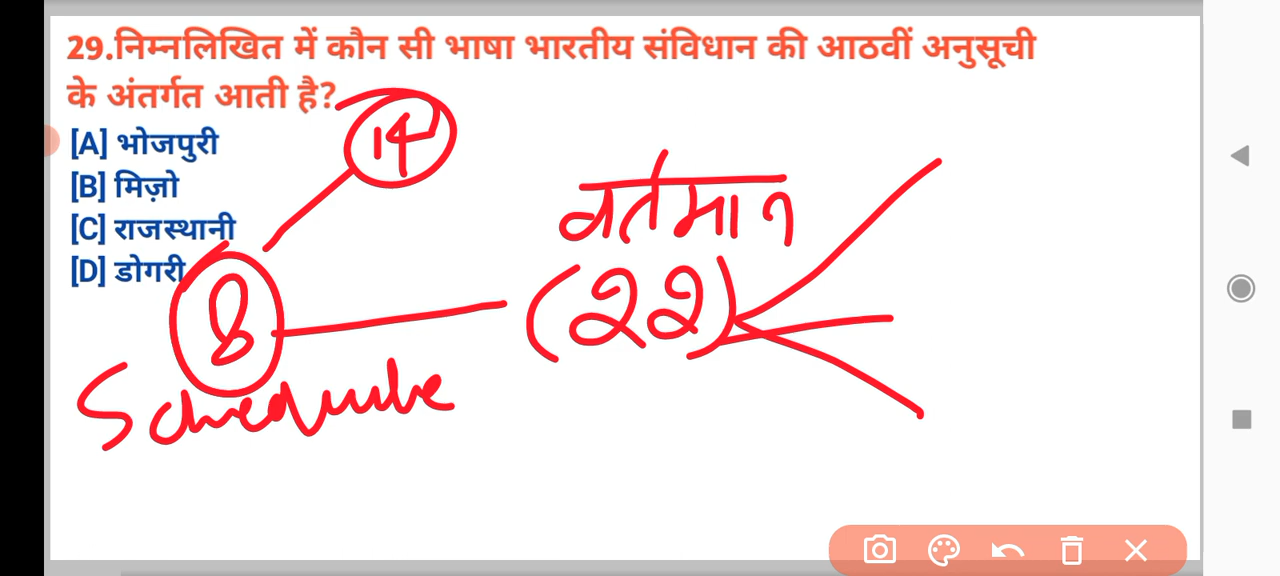 29.निम्नलिखित में कौन सी भाषा भारतीय संविधान की आठवीं अनुसूची
के अंतर्गत आती है?
[A] भोजपुरी
[B] मिज़ो
[C] राजस्थानी
[D] डोगरी
14
वर्तमान
8
(22)
Schedule